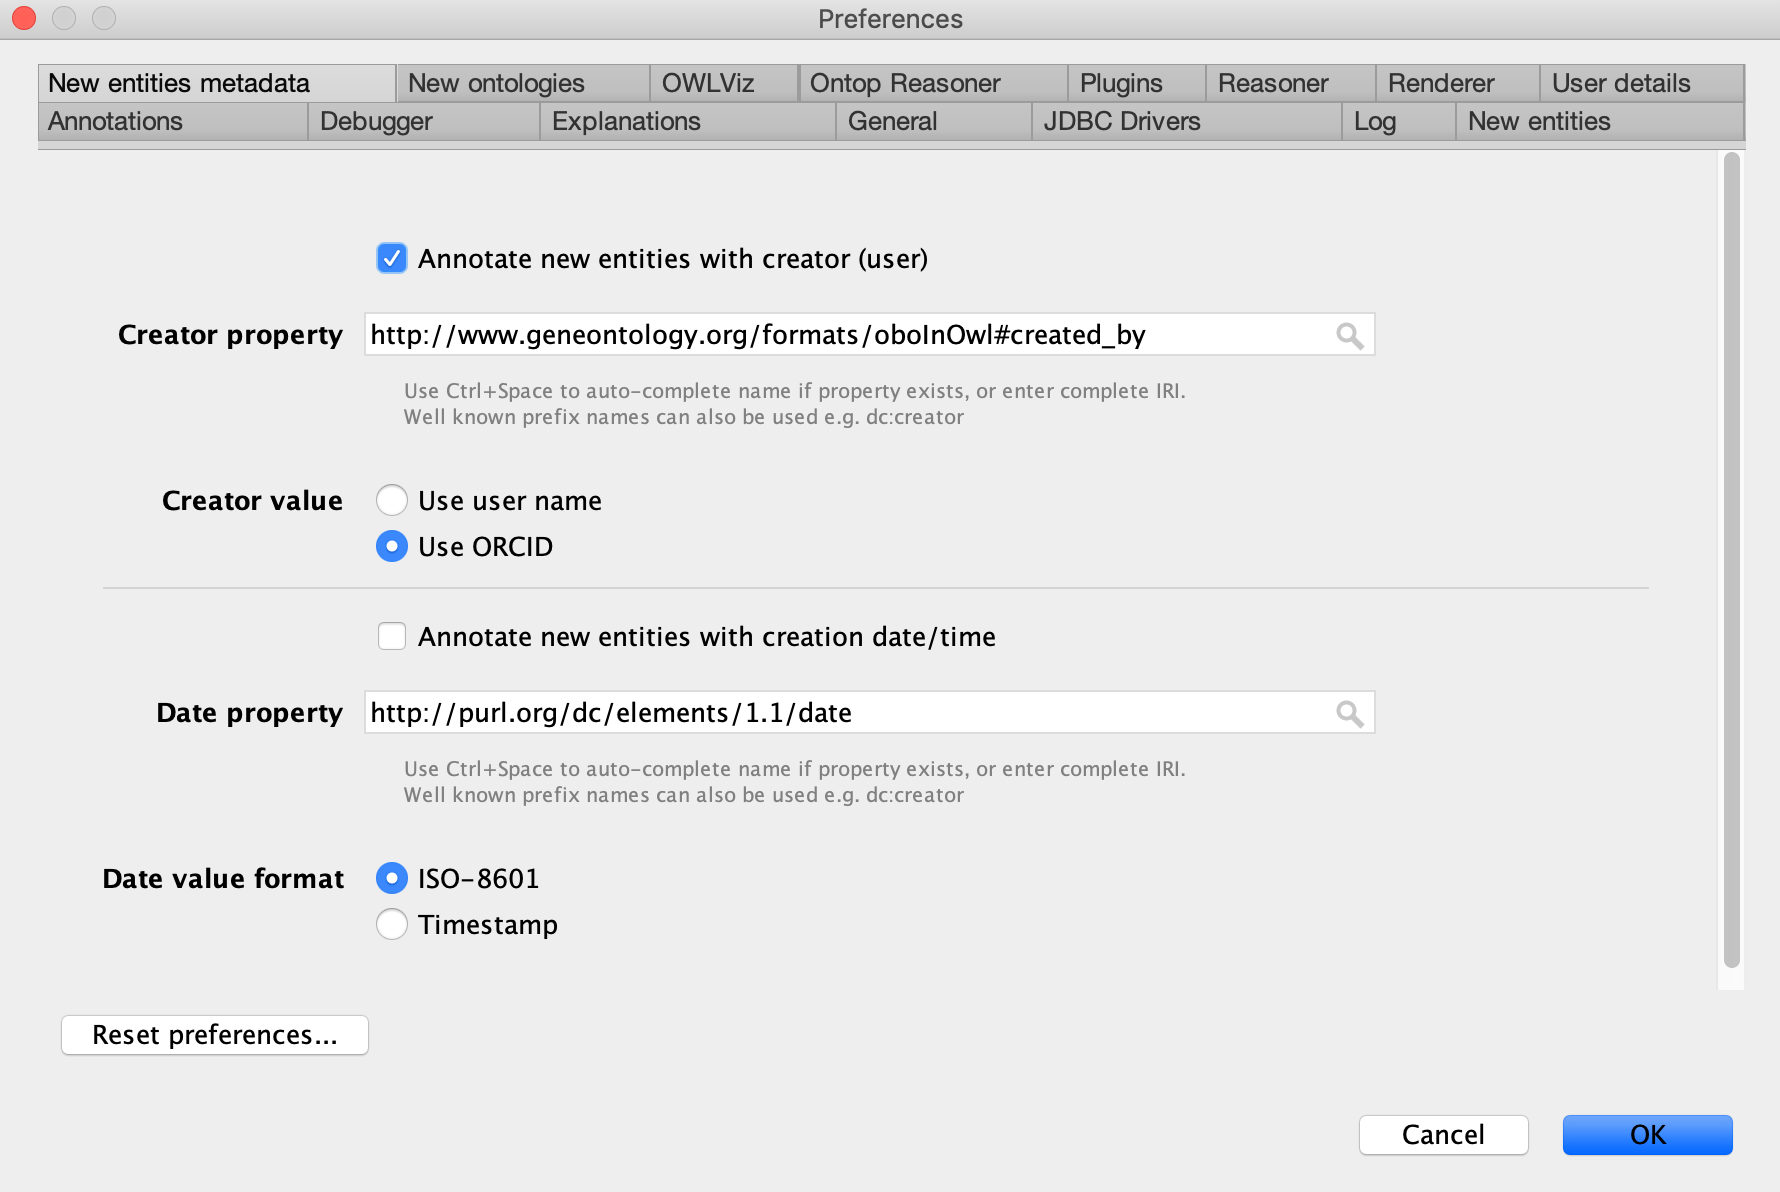 Preferences
New entities metadata New ontologies OWLViz Ontop Reasoner Plugins Reasoner Renderer User details
Annotations Debugger Explanations General JDBC Drivers Log New entities
Annotate new entities with creator (user)
Creator property http://www.geneontology.org/formats/oboInOwl#created_by
Use Ctrl+Space to auto-complete name if property exists, or enter complete IRI.
Well known prefix names can also be used e.g. dc:creator
Creator value Use user name
Use ORCID
Annotate new entities with creation date/time
Date property http://purl.org/dc/elements/1.1/date
Use Ctrl+Space to auto-complete name if property exists, or enter complete IRI.
Well known prefix names can also be used e.g. dc:creator
Date value format ISO-8601
Timestamp
Reset preferences...
Cancel OK